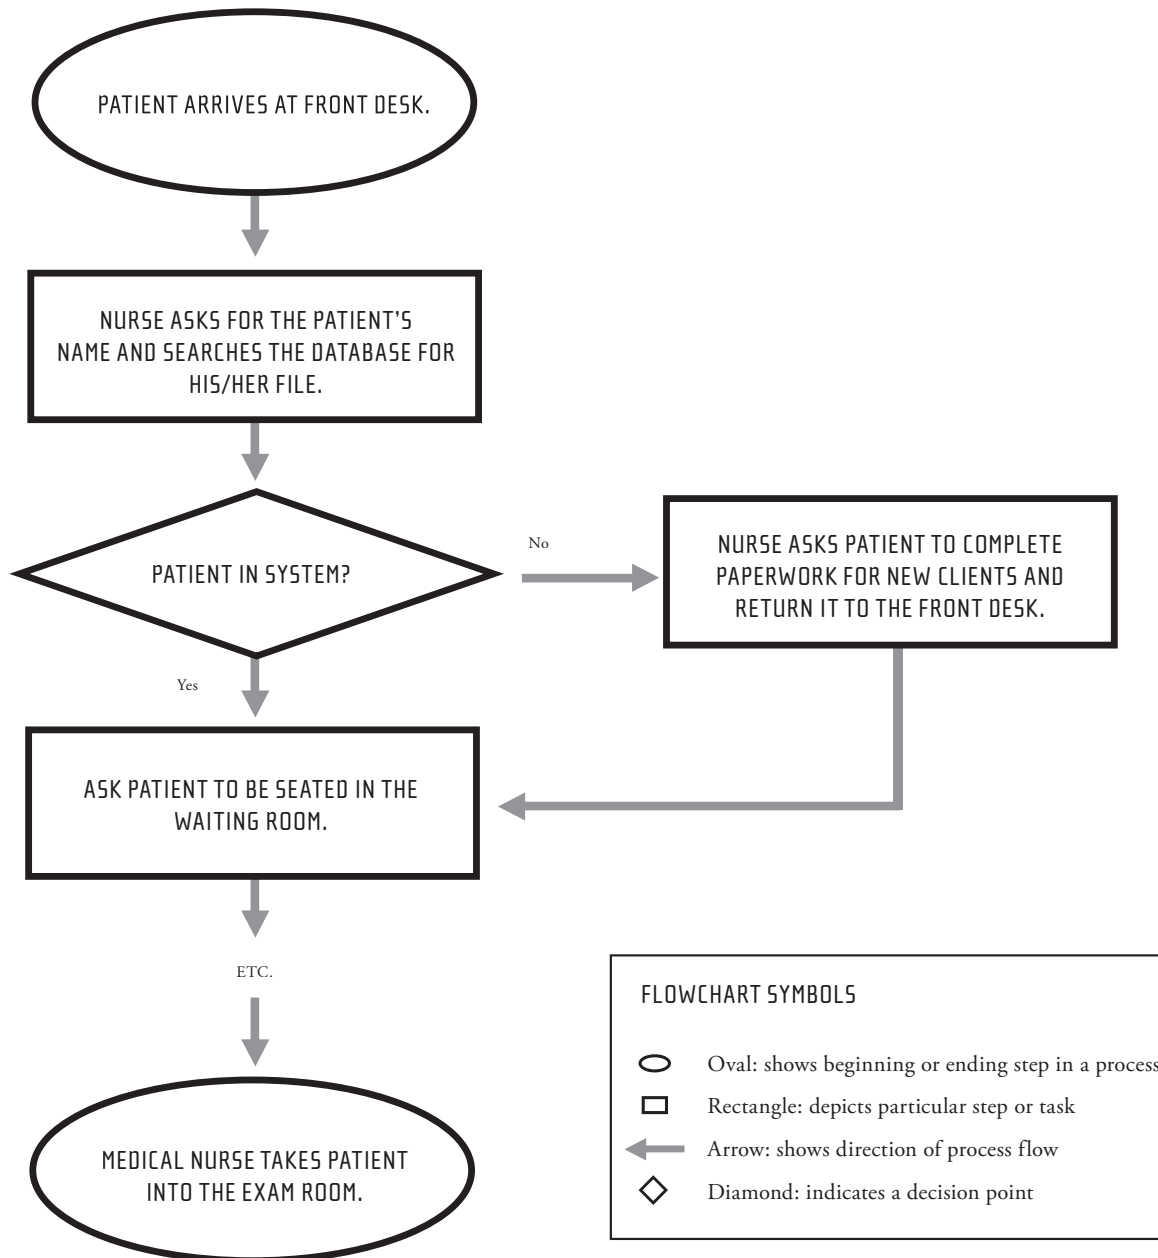 PATIENT ARRIVES AT FRONT DESK.
NURSE ASKS FOR THE PATIENT'S
NAME AND SEARCHES THE DATABASE FOR
HIS/HER FILE.
PATIENT IN SYSTEM?
No
NURSE ASKS PATIENT TO COMPLETE
PAPERWORK FOR NEW CLIENTS AND
RETURN IT TO THE FRONT DESK.
Yes
ASK PATIENT TO BE SEATED IN THE
WAITING ROOM.
ETC.
MEDICAL NURSE TAKES PATIENT
INTO THE EXAM ROOM.
FLOWCHART SYMBOLS
Oval: shows beginning or ending step in a process
Rectangle: depicts particular step or task
Arrow: shows direction of process flow
Diamond: indicates a decision point